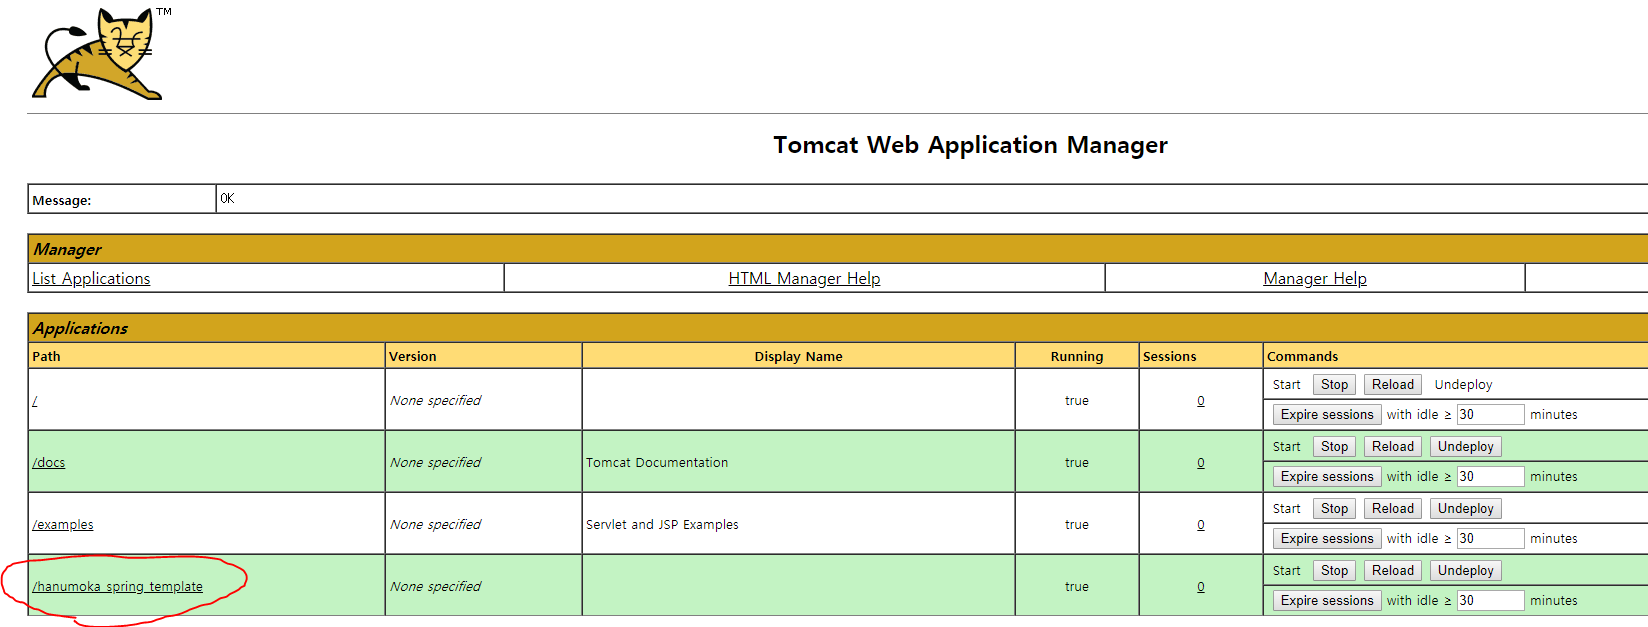 TM
Tomcat Web Application Manager
Message: OK
Manager
List Applications HTML Manager Help Manager Help
Applications
Path Version Display Name Running Sessions Commands
/ None specified true 0 Start Stop Reload Undeploy
Expire sessions with idle ≥ 30 minutes
/docs None specified Tomcat Documentation true 0 Start Stop Reload Undeploy
Expire sessions with idle ≥ 30 minutes
/examples None specified Servlet and JSP Examples true 0 Start Stop Reload Undeploy
Expire sessions with idle ≥ 30 minutes
/hanumoka_spring_template None specified true 0 Start Stop Reload Undeploy
Expire sessions with idle ≥ 30 minutes